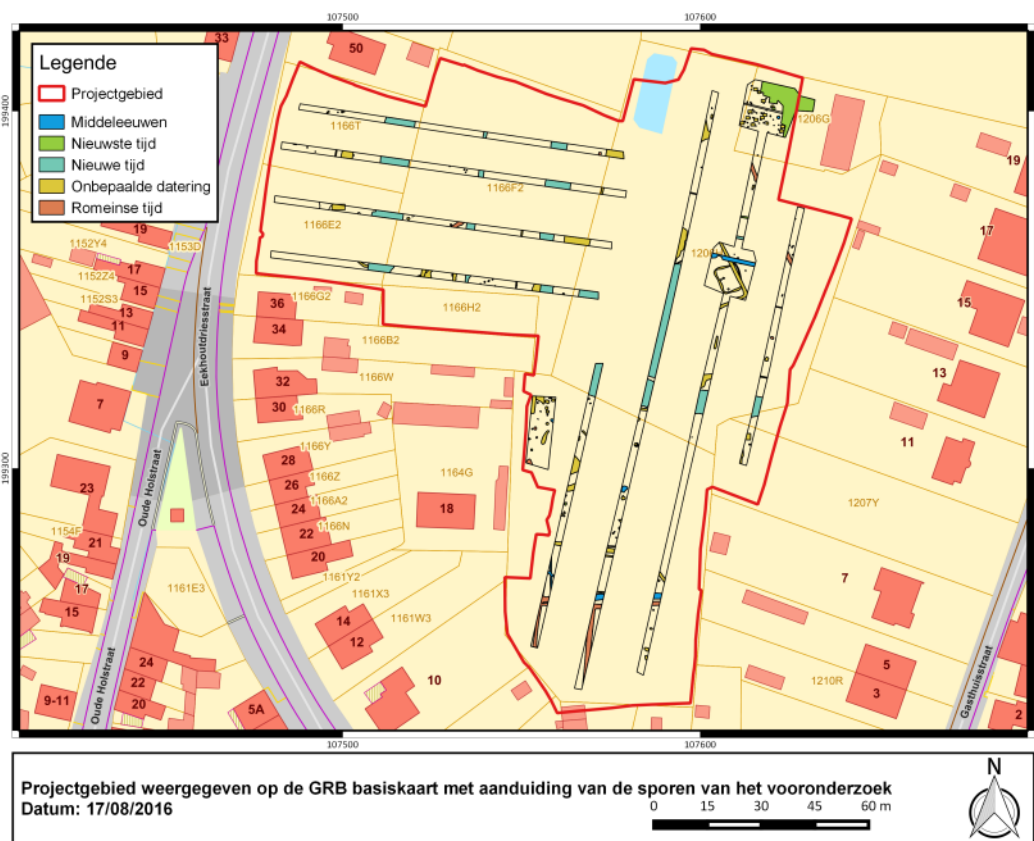 107500
107600
199400
199300
Legende
Projectgebied
Middeleeuwen
Nieuwste tijd
Nieuwe tijd
Onbepaalde datering
Romeinse tijd
33
50
1166T
1206G
19
1166F2
1166E2
19
1153D
1152Y4
17
17
1152Z4
15
1152S3
13
11
9
7
Eekhoutdriesstraat
1166G2
36
34
1166H2
1166B2
15
1166W
32
30
1166R
13
11
1166Y
28
1166Z
26
1166A2
24
1166N
22
20
1164G
18
Oude Holstraat
23
1154F
21
19
17
15
1161E3
1161Y2
1161X3
1161W3
14
12
1207Y
7
24
22
20
9-11
Oude Holstraat
5A
10
1210R
5
3
Gasthuisstraat
2
107500
107600
Projectgebied weergegeven op de GRB basiskaart met aanduiding van de sporen van het vooronderzoek
Datum: 17/08/2016
0 15 30 45 60 m
N